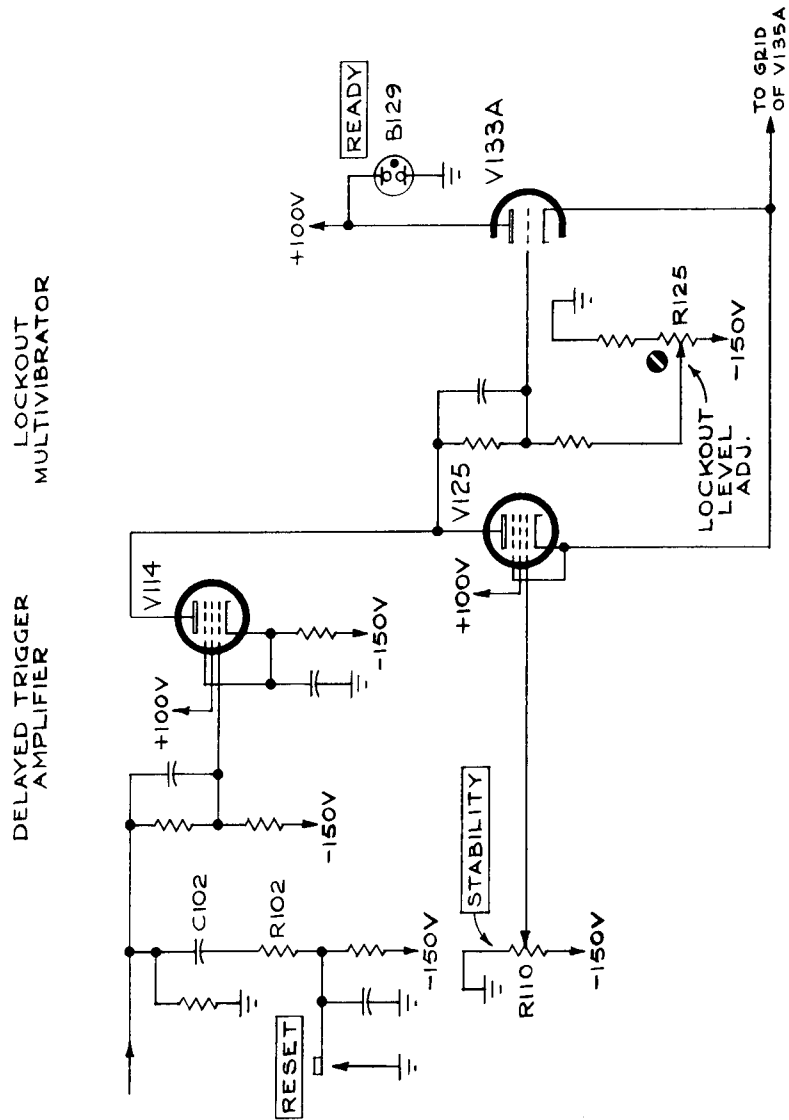 DELAYED TRIGGER
AMPLIFIER
LOCKOUT
MULTIVIBRATOR
V114
+100V
-150V
-150V
C102
R102
RESET
-150V
+100V
READY
B129
V133A
V125
+100V
STABILITY
R110
-150V
LOCKOUT
LEVEL
ADJ.
R125
-150V
TO GRID
OF V135A